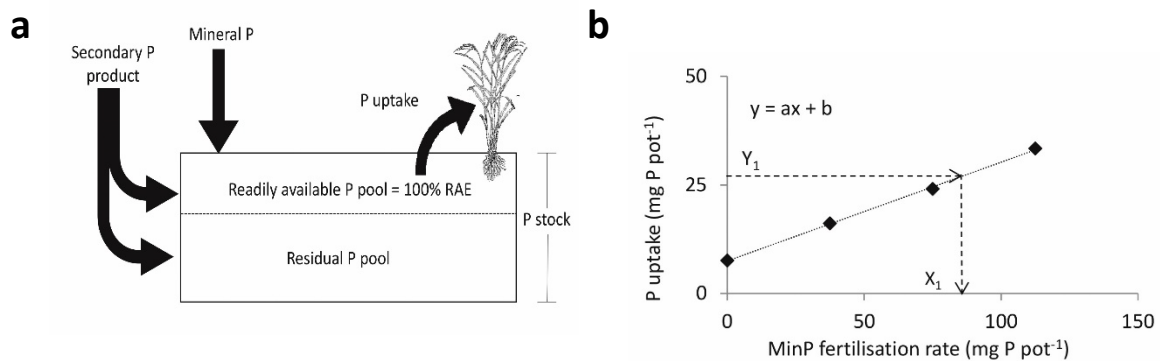 a
Secondary P
product
Mineral P
P uptake
Readily available P pool = 100% RAE
P stock
Residual P pool
b
P uptake (mg P pot⁻¹)
50
25
0
y = ax + b
Y₁
X₁
0
50
100
150
MinP fertilisation rate (mg P pot⁻¹)